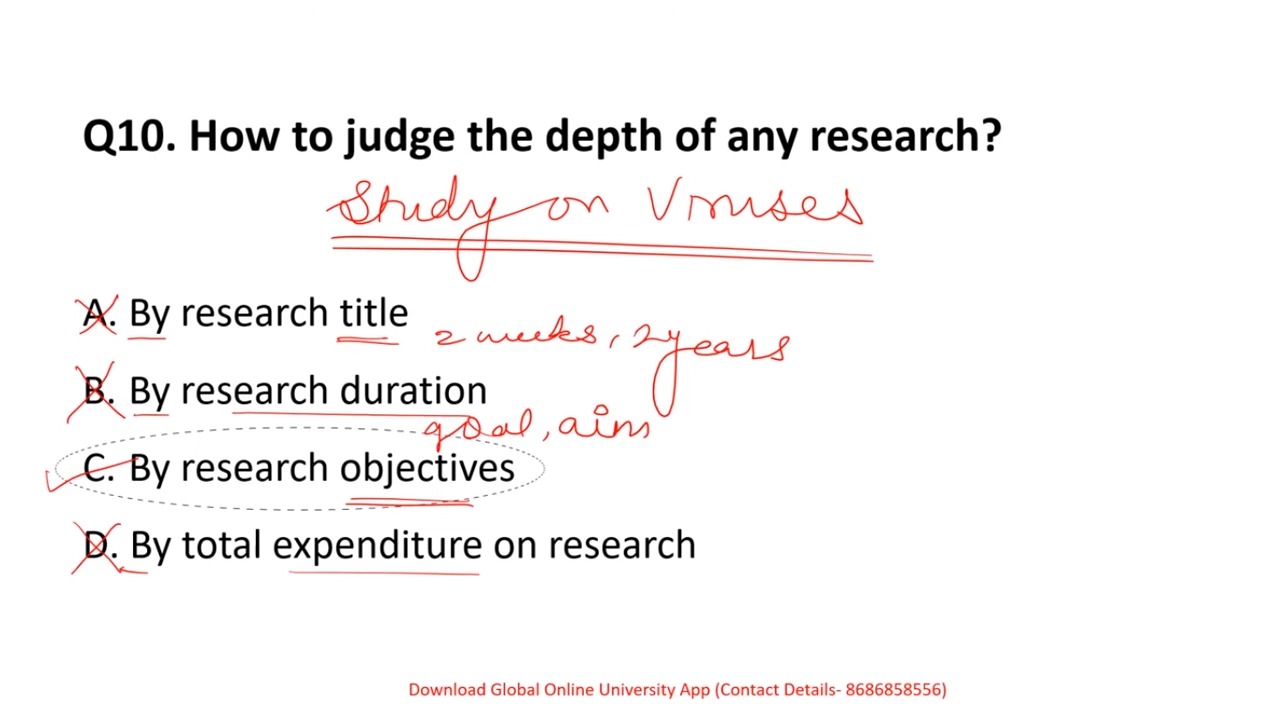 Q10. How to judge the depth of any research?
Study on Viruses
A. By research title
2 weeks, 2 years
B. By research duration
goal, aims
C. By research objectives
D. By total expenditure on research
Download Global Online University App (Contact Details- 8686858556)